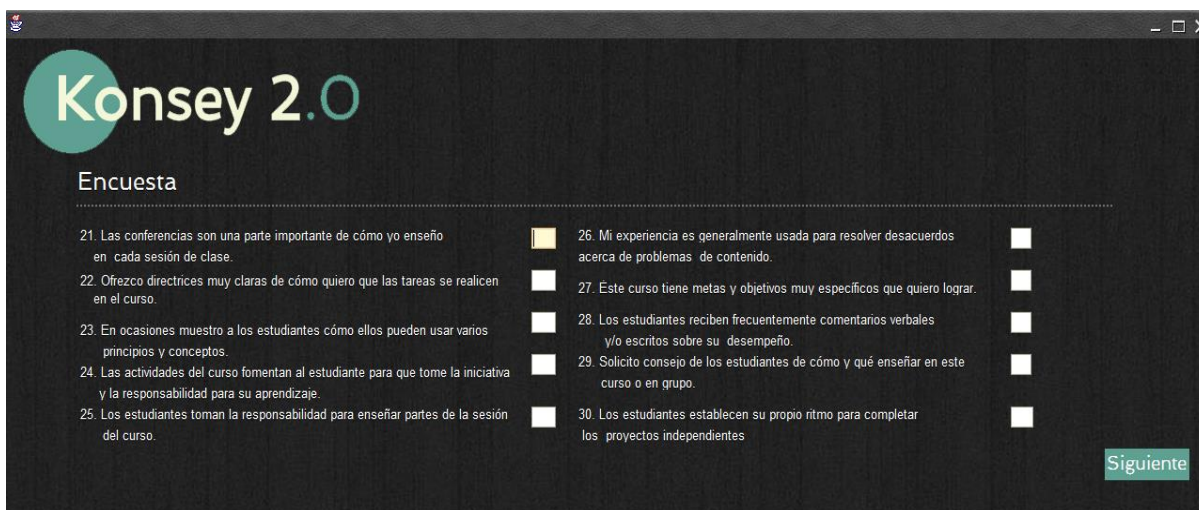 Konsey 2.0
Encuesta
21. Las conferencias son una parte importante de cómo yo enseño
en cada sesión de clase.
22. Ofrezco directrices muy claras de cómo quiero que las tareas se realicen
en el curso.
23. En ocasiones muestro a los estudiantes cómo ellos pueden usar varios
principios y conceptos.
24. Las actividades del curso fomentan al estudiante para que tome la iniciativa
y la responsabilidad para su aprendizaje.
25. Los estudiantes toman la responsabilidad para enseñar partes de la sesión
del curso.
26. Mi experiencia es generalmente usada para resolver desacuerdos
acerca de problemas de contenido.
27. Éste curso tiene metas y objetivos muy específicos que quiero lograr.
28. Los estudiantes reciben frecuentemente comentarios verbales
y/o escritos sobre su desempeño.
29. Solicito consejo de los estudiantes de cómo y qué enseñar en este
curso o en grupo.
30. Los estudiantes establecen su propio ritmo para completar
los proyectos independientes
Siguiente